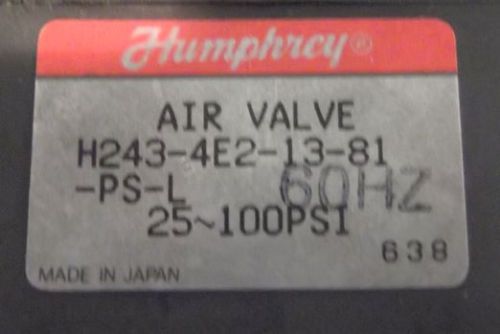 Humphrey®
AIR VALVE
H243-4E2-13-81
-PS-L 60HZ
25~100PSI
638
MADE IN JAPAN